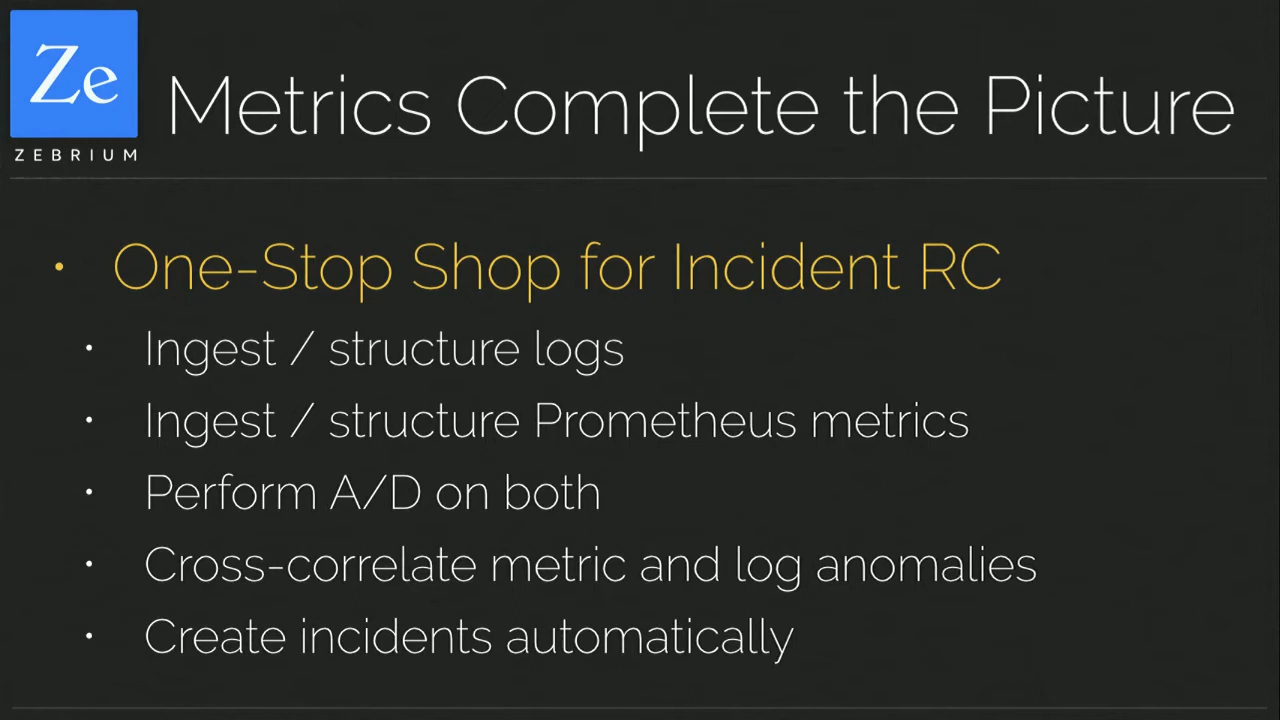 Ze
ZEBRIUM
Metrics Complete the Picture
• One-Stop Shop for Incident RC
• Ingest / structure logs
• Ingest / structure Prometheus metrics
• Perform A/D on both
• Cross-correlate metric and log anomalies
• Create incidents automatically